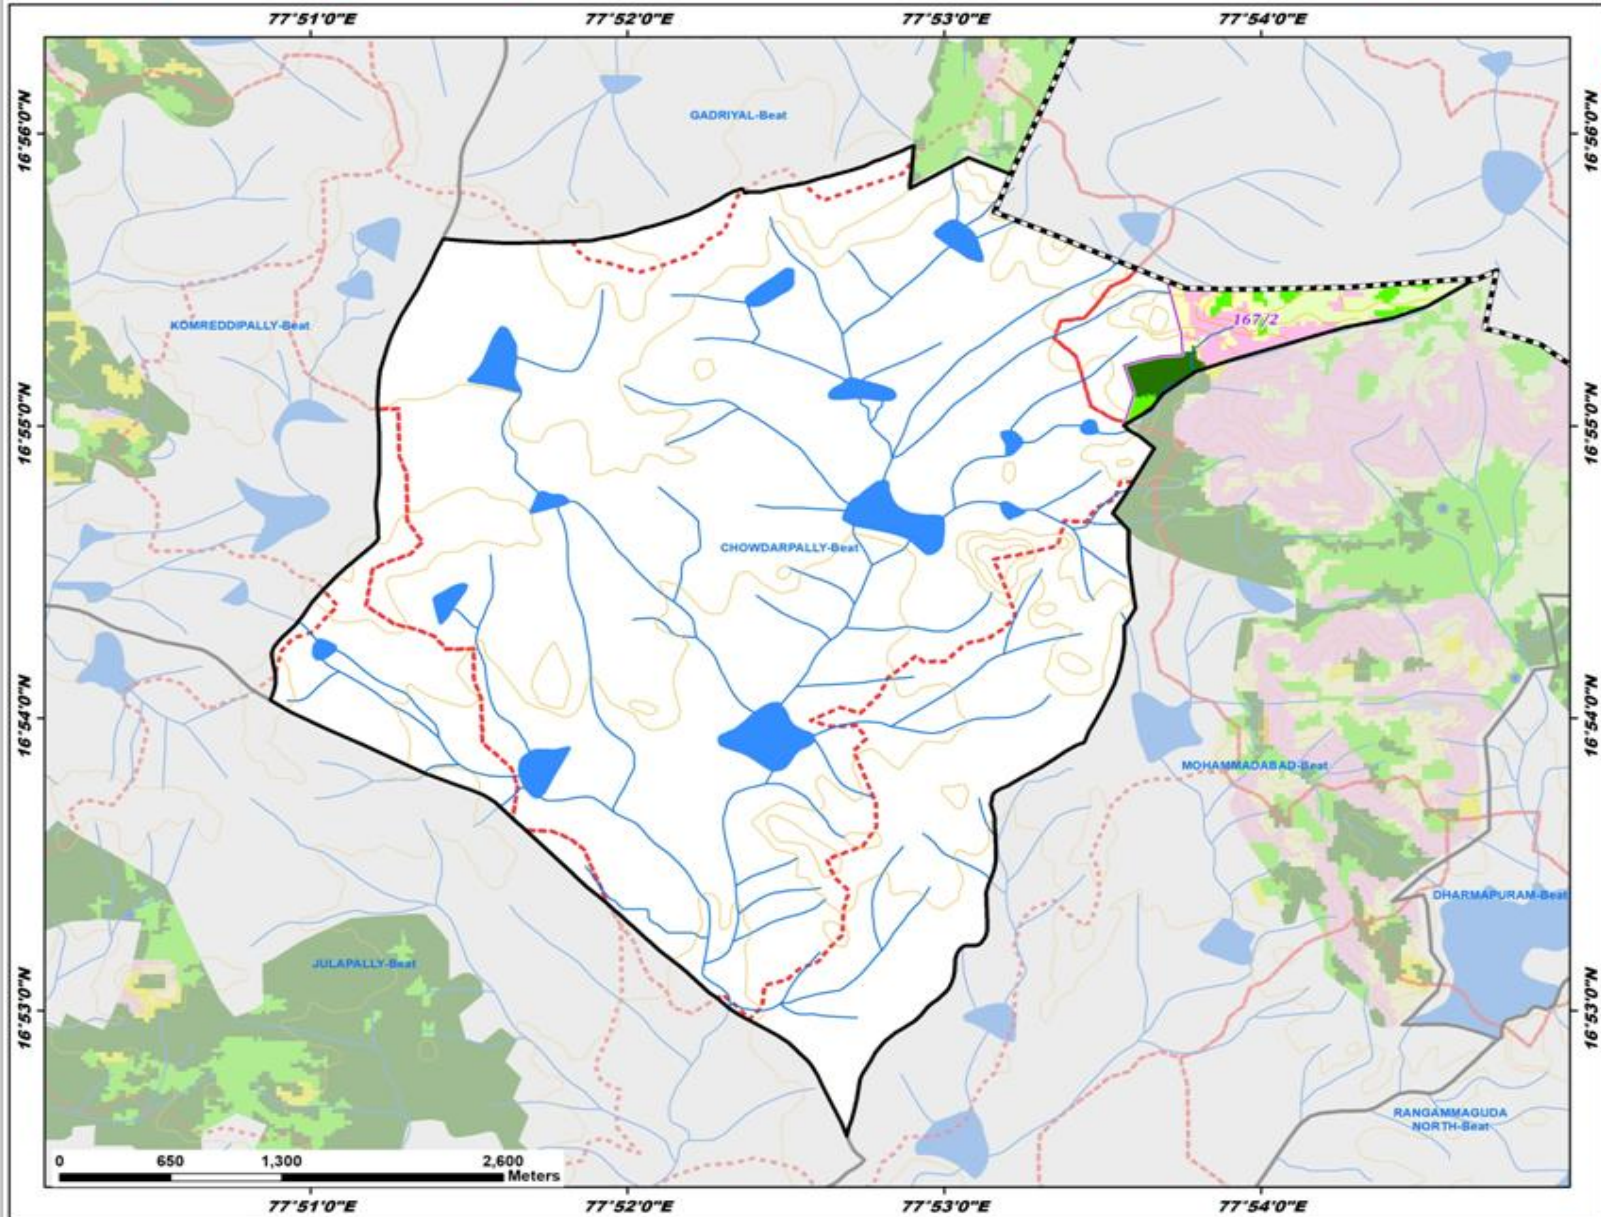 77°51'0"E 77°52'0"E 77°53'0"E 77°54'0"E
16°56'0"N 16°56'0"N
GADRIYAL-Beat
167/2
KOMREDDIPALLY-Beat
16°55'0"N 16°55'0"N
CHOWDARPALLY-Beat
16°54'0"N 16°54'0"N
MOHAMMADABAD-Beat
DHARMAPURAM-Beat
JULAPALLY-Beat
16°53'0"N 16°53'0"N
RANGAMMAGUDA
NORTH-Beat
0 650 1,300 2,600
Meters
77°51'0"E 77°52'0"E 77°53'0"E 77°54'0"E